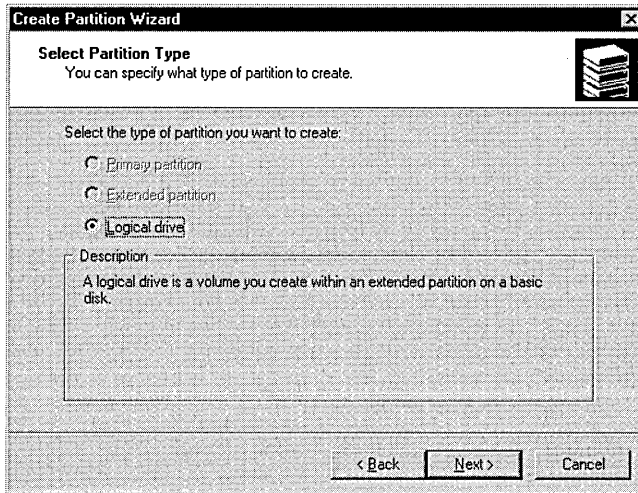 Create Partition Wizard
Select Partition Type
You can specify what type of partition to create.
Select the type of partition you want to create:
Primary partition
Extended partition
Logical drive
Description
A logical drive is a volume you create within an extended partition on a basic
disk.
< Back
Next >
Cancel